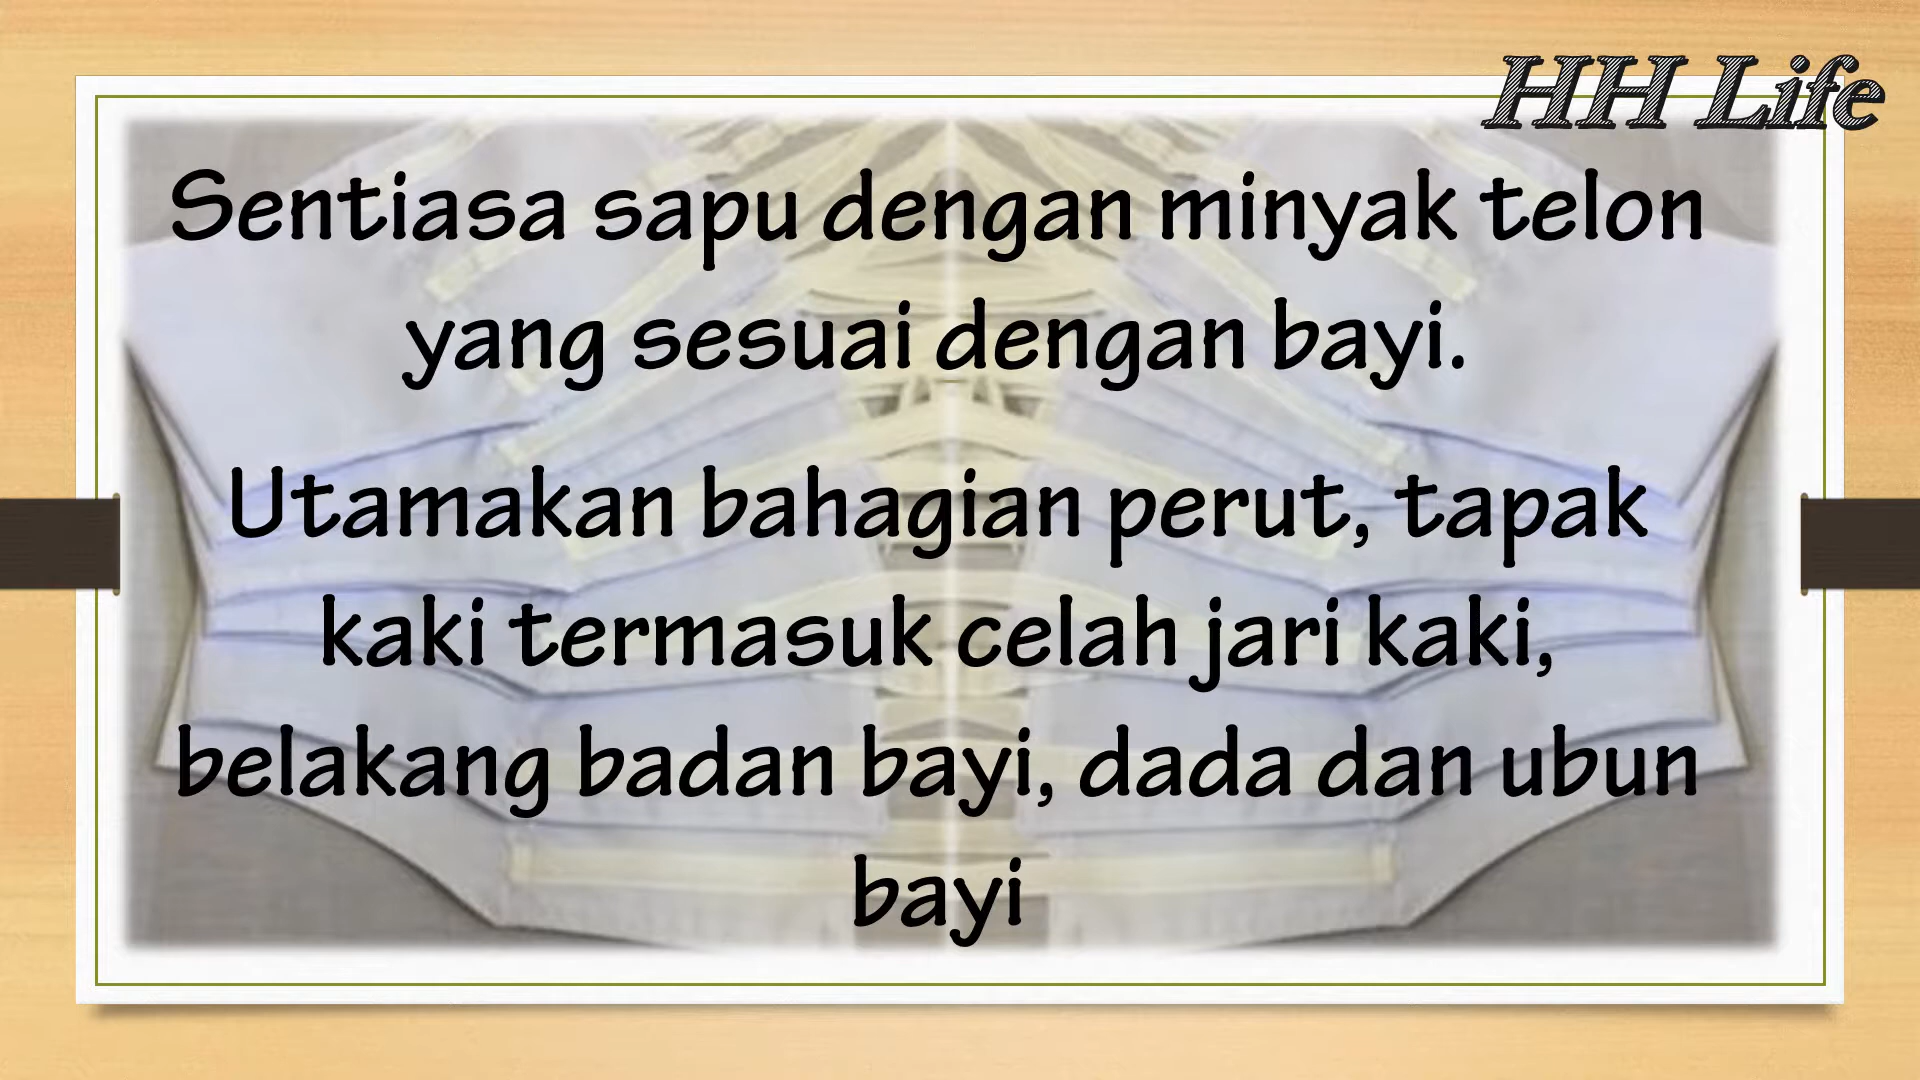 HH Life
Sentiasa sapu dengan minyak telon
yang sesuai dengan bayi.
Utamakan bahagian perut, tapak
kaki termasuk celah jari kaki,
belakang badan bayi, dada dan ubun
bayi